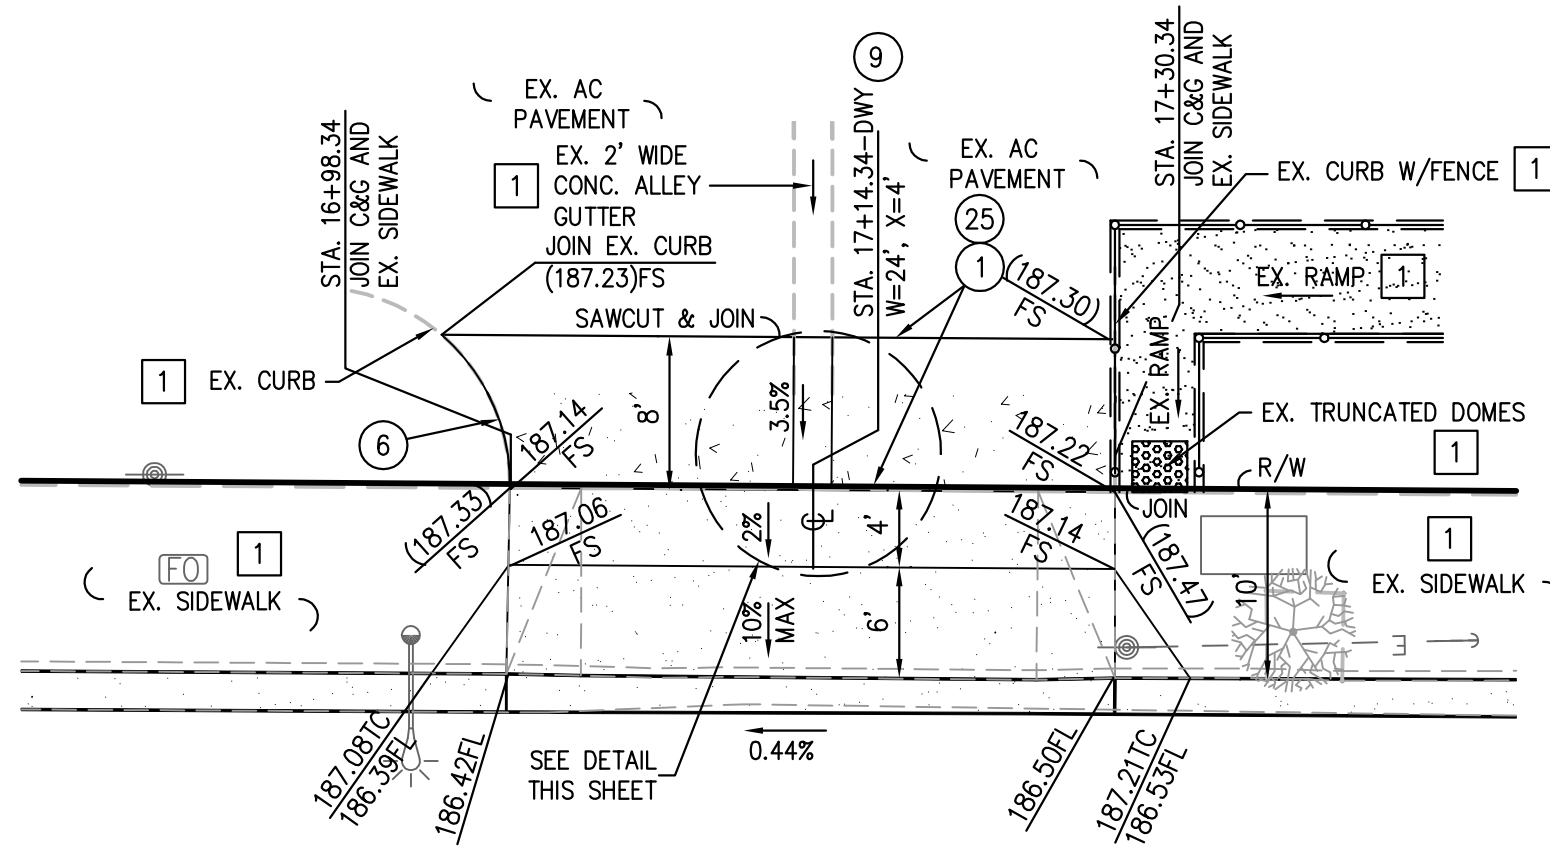 9
EX. AC
PAVEMENT
STA. 16+98.34
JOIN C&G AND
EX. SIDEWALK
1
EX. 2' WIDE
CONC. ALLEY
GUTTER
JOIN EX. CURB
(187.23)FS
STA. 17+14.34-DWY
W=24', X=4'
EX. AC
PAVEMENT
25
1
STA. 17+30.34
JOIN C&G AND
EX. SIDEWALK
EX. CURB W/FENCE
1
(187.30)
FS
EX. RAMP
1
SAWCUT & JOIN
1
EX. CURB
6
8'
3.5%
187.14
FS
187.22
FS
EX. RAMP
EX. RAMP
EX. TRUNCATED DOMES
1
R/W
JOIN
(187.33)
FS
187.06
FS
2%
CL
4'
187.14
FS
(187.47)
FS
1
FO
EX. SIDEWALK
10%
MAX
6'
10'
1
EX. SIDEWALK
E
187.08TC
186.39FL
186.42FL
SEE DETAIL
THIS SHEET
0.44%
186.50FL
187.21TC
186.53FL